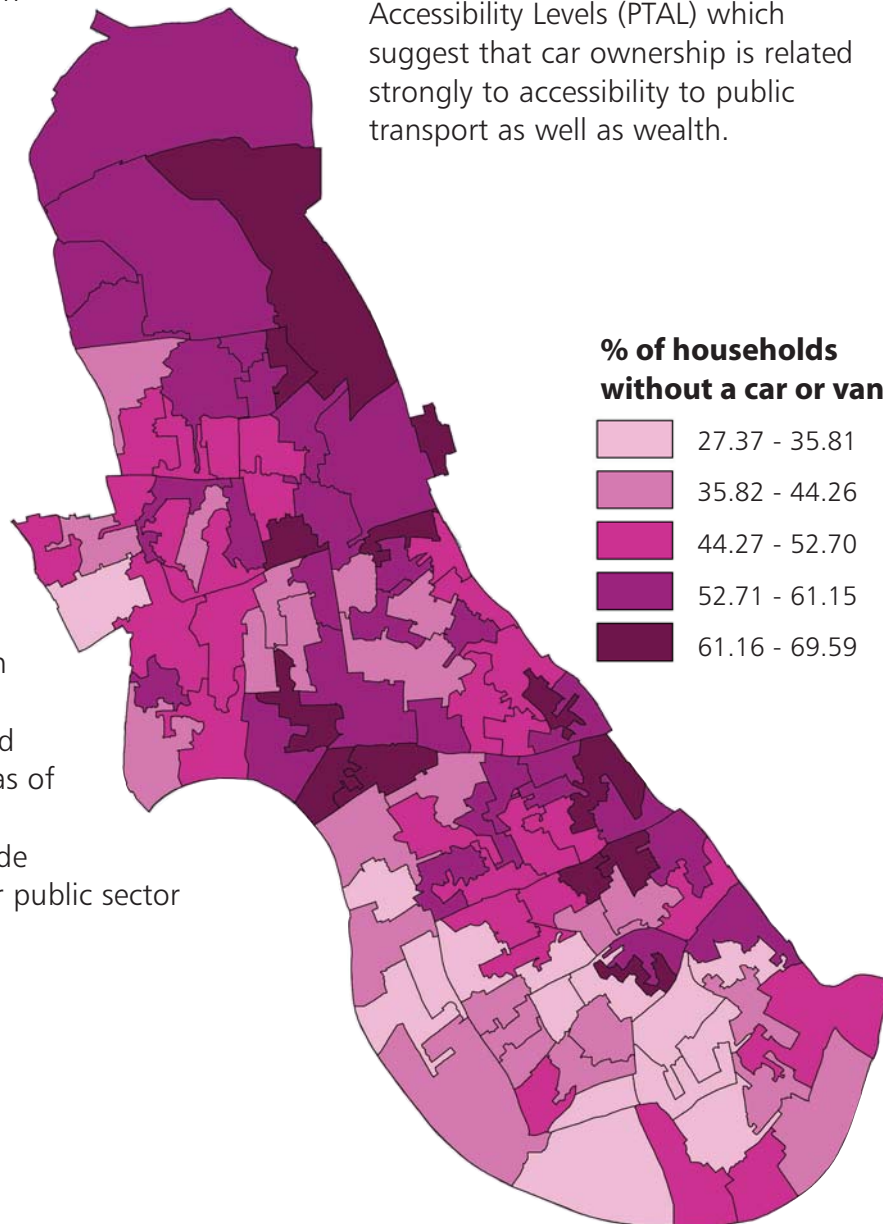 Accessibility Levels (PTAL) which
suggest that car ownership is related
strongly to accessibility to public
transport as well as wealth.
% of households
without a car or van
27.37 - 35.81
35.82 - 44.26
44.27 - 52.70
52.71 - 61.15
61.16 - 69.59
as of
r public sector